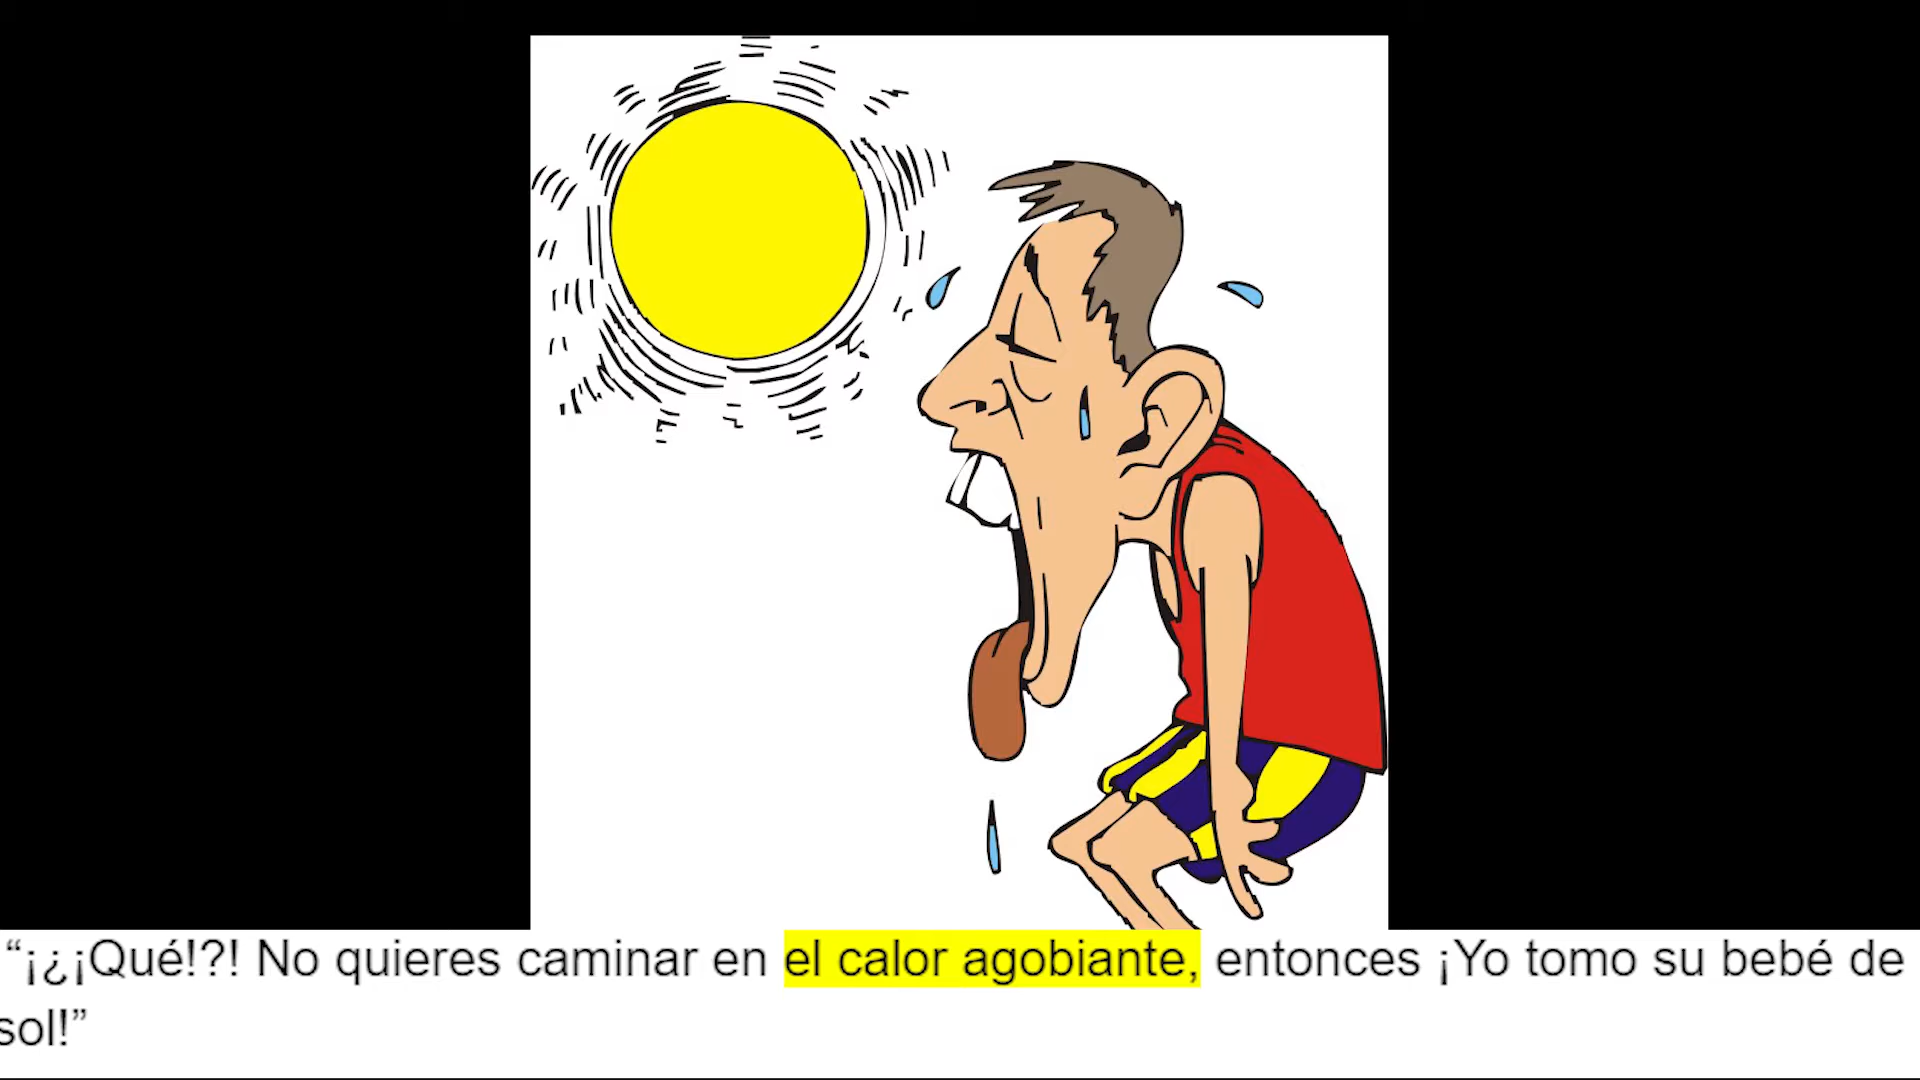 “¡¿¡Qué!?! No quieres caminar en el calor agobiante, entonces ¡Yo tomo su bebé de
sol!”